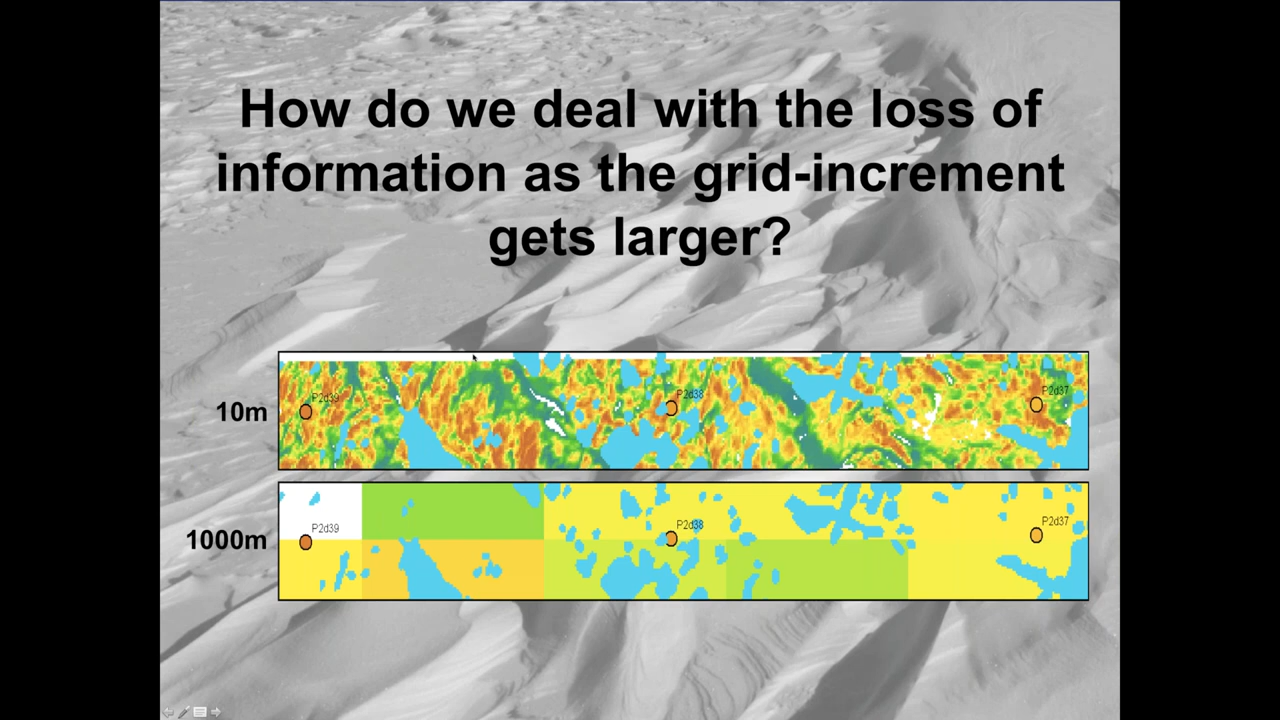 How do we deal with the loss of
information as the grid-increment
gets larger?
10m
P2d39
P2d38
P2d37
1000m
P2d39
P2d38
P2d37